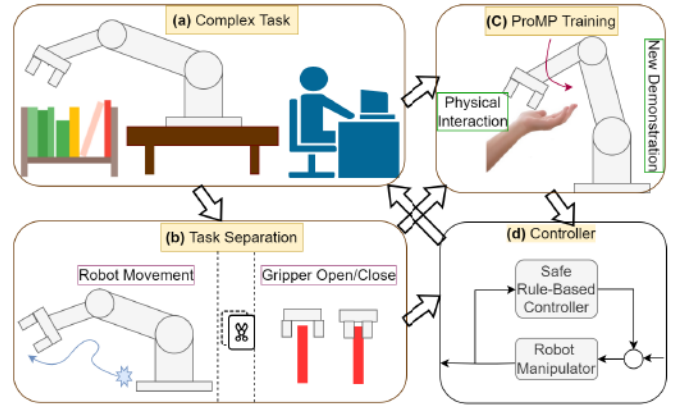 (a) Complex Task
(C) ProMP Training
Physical
Interaction
New Demonstration
(b) Task Separation
Robot Movement
Gripper Open/Close
(d) Controller
Safe
Rule-Based
Controller
Robot
Manipulator